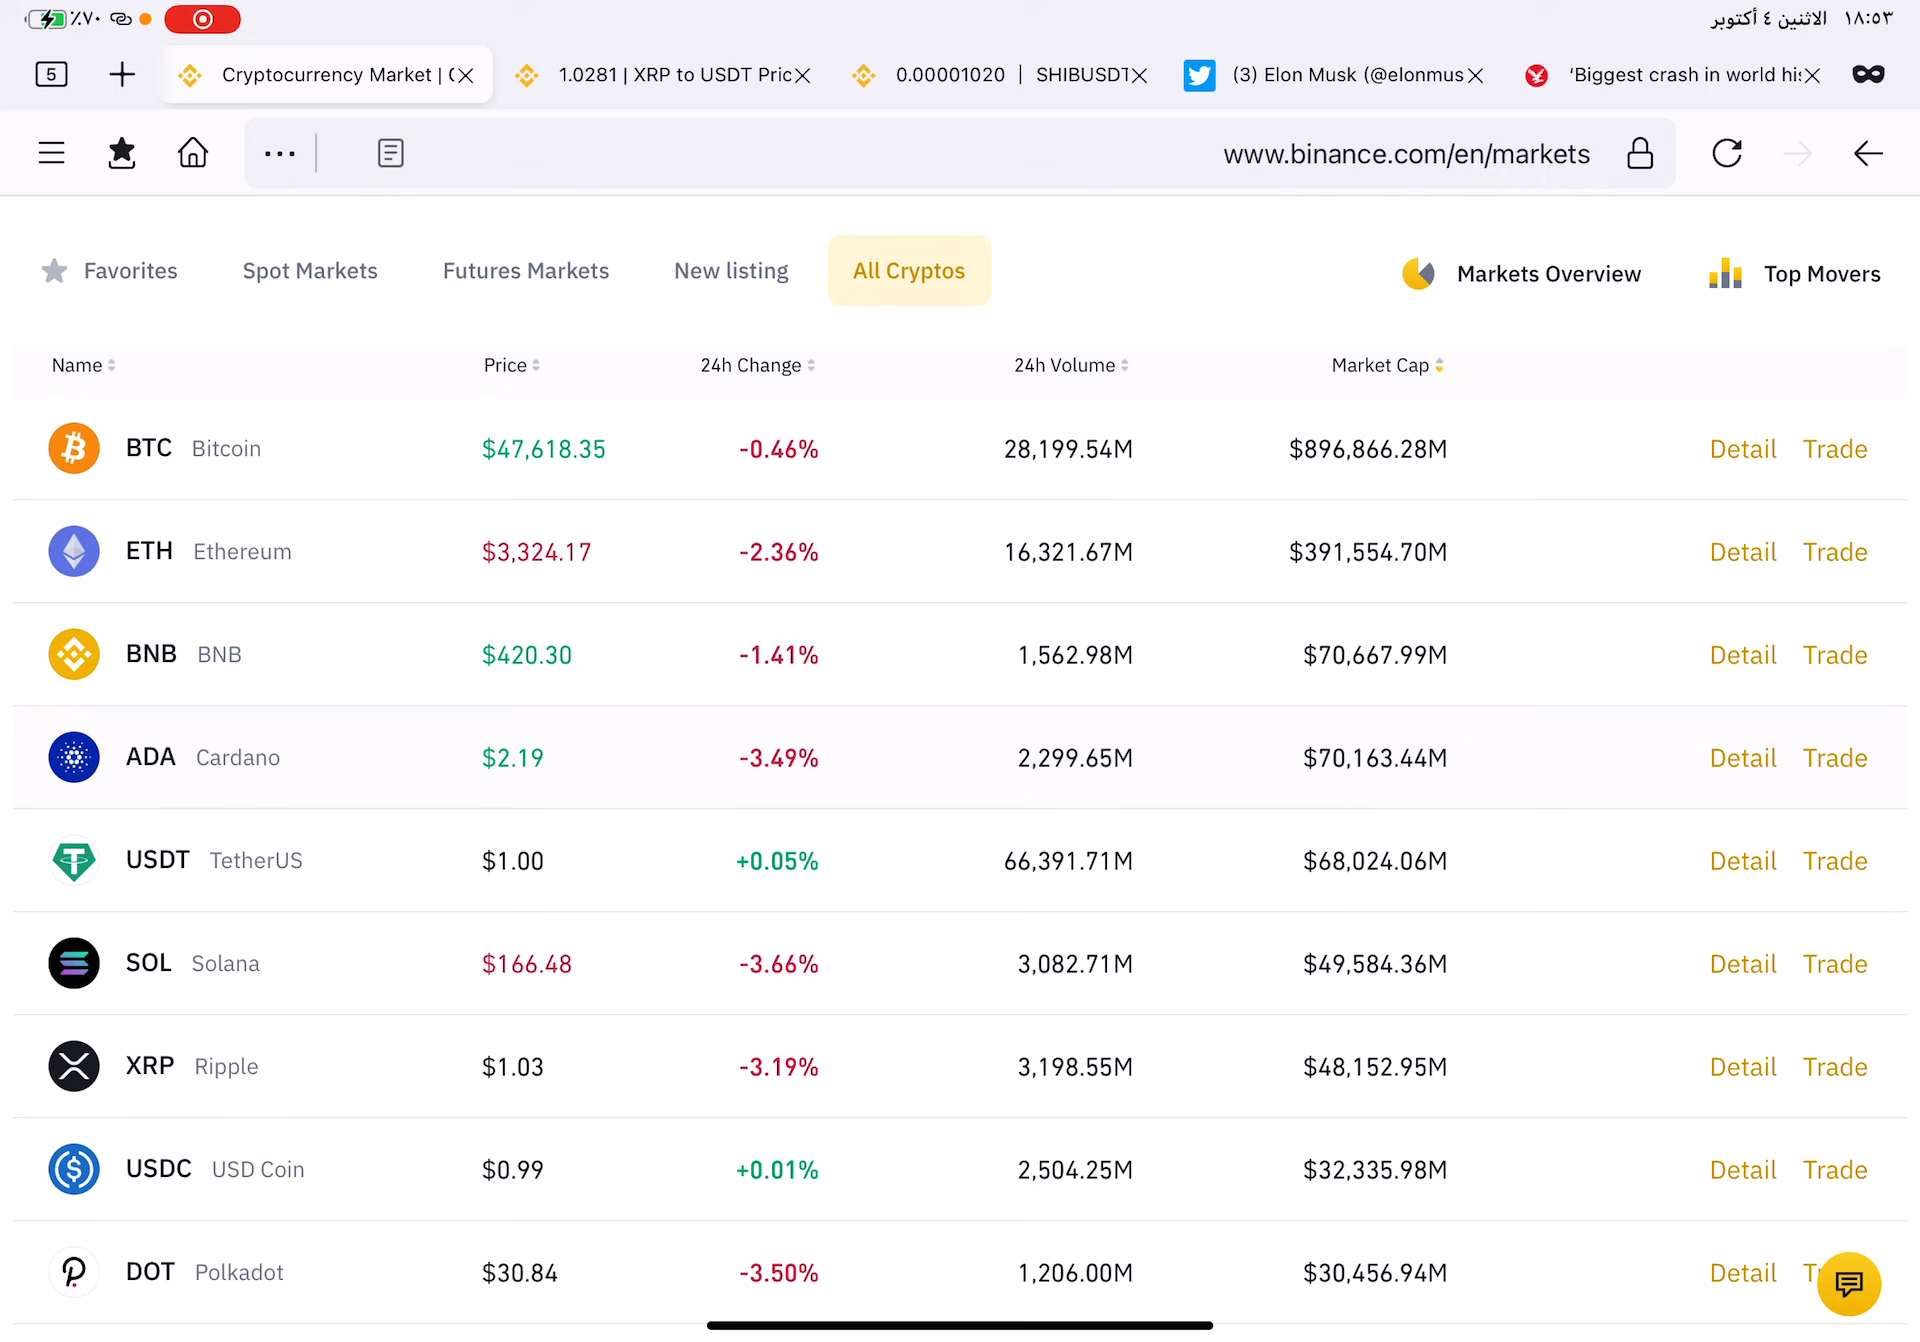 ٪٧٠
الاثنين ٤ أكتوبر ١٨:٥٣
5
Cryptocurrency Market | (
1.0281 | XRP to USDT Pric
0.00001020 | SHIBUSDT
(3) Elon Musk (@elonmus
‘Biggest crash in world his
www.binance.com/en/markets
Favorites Spot Markets Futures Markets New listing All Cryptos Markets Overview Top Movers
Name Price 24h Change 24h Volume Market Cap
BTC Bitcoin $47,618.35 -0.46% 28,199.54M $896,866.28M Detail Trade
ETH Ethereum $3,324.17 -2.36% 16,321.67M $391,554.70M Detail Trade
BNB BNB $420.30 -1.41% 1,562.98M $70,667.99M Detail Trade
ADA Cardano $2.19 -3.49% 2,299.65M $70,163.44M Detail Trade
USDT TetherUS $1.00 +0.05% 66,391.71M $68,024.06M Detail Trade
SOL Solana $166.48 -3.66% 3,082.71M $49,584.36M Detail Trade
XRP Ripple $1.03 -3.19% 3,198.55M $48,152.95M Detail Trade
USDC USD Coin $0.99 +0.01% 2,504.25M $32,335.98M Detail Trade
DOT Polkadot $30.84 -3.50% 1,206.00M $30,456.94M Detail